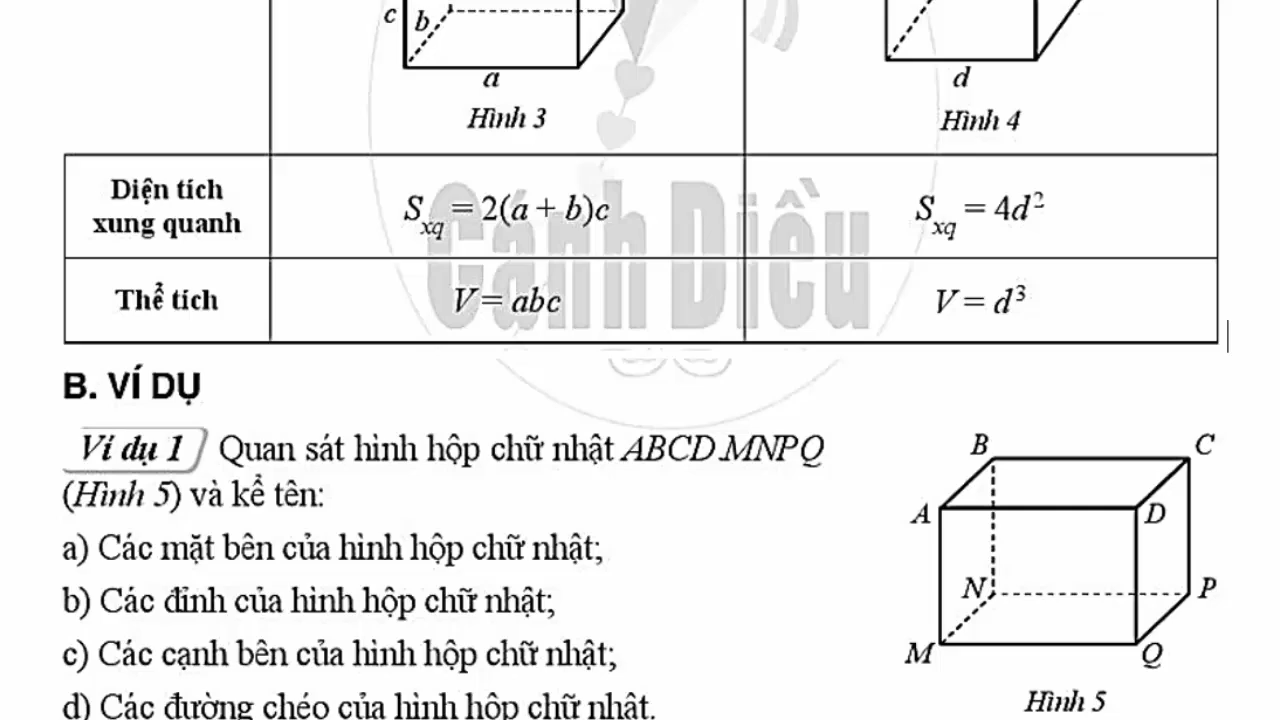 c
b
a
d
Hình 3
Hình 4
Diện tích
xung quanh
S_xq = 2(a + b)c
S_xq = 4d²
Thể tích
V = abc
V = d³
Cánh Diều
B. VÍ DỤ
Ví dụ 1 Quan sát hình hộp chữ nhật ABCD.MNPQ
(Hình 5) và kể tên:
a) Các mặt bên của hình hộp chữ nhật;
b) Các đỉnh của hình hộp chữ nhật;
c) Các cạnh bên của hình hộp chữ nhật;
d) Các đường chéo của hình hộp chữ nhật.
B
C
A
D
N
P
M
Q
Hình 5